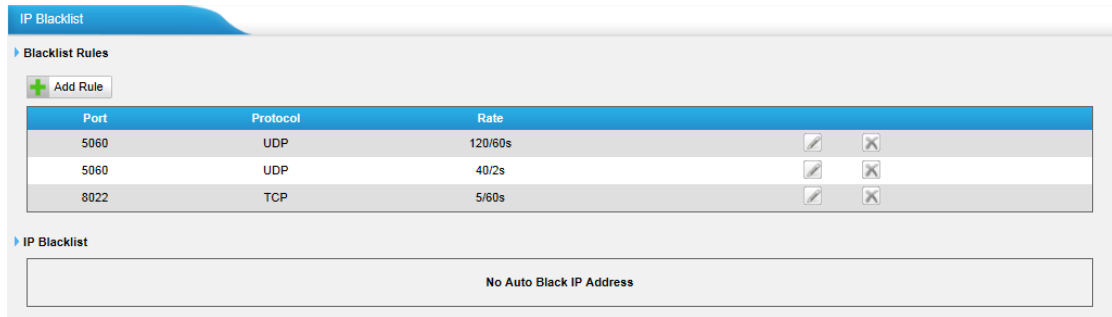 IP Blacklist
Blacklist Rules
Add Rule
Port Protocol Rate
5060 UDP 120/60s
5060 UDP 40/2s
8022 TCP 5/60s
IP Blacklist
No Auto Black IP Address